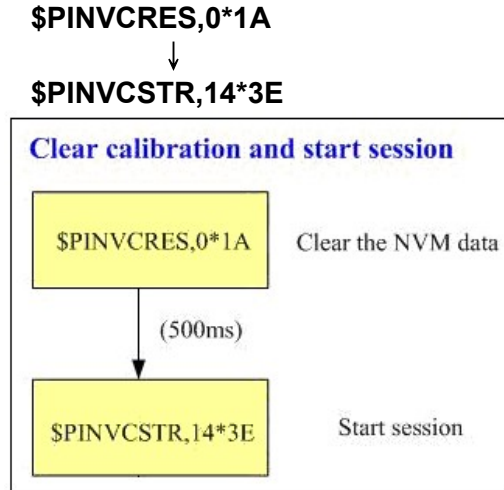 $PINVCRES,0*1A
↓
$PINVCSTR,14*3E
Clear calibration and start session
$PINVCRES,0*1A Clear the NVM data
(500ms)
$PINVCSTR,14*3E Start session